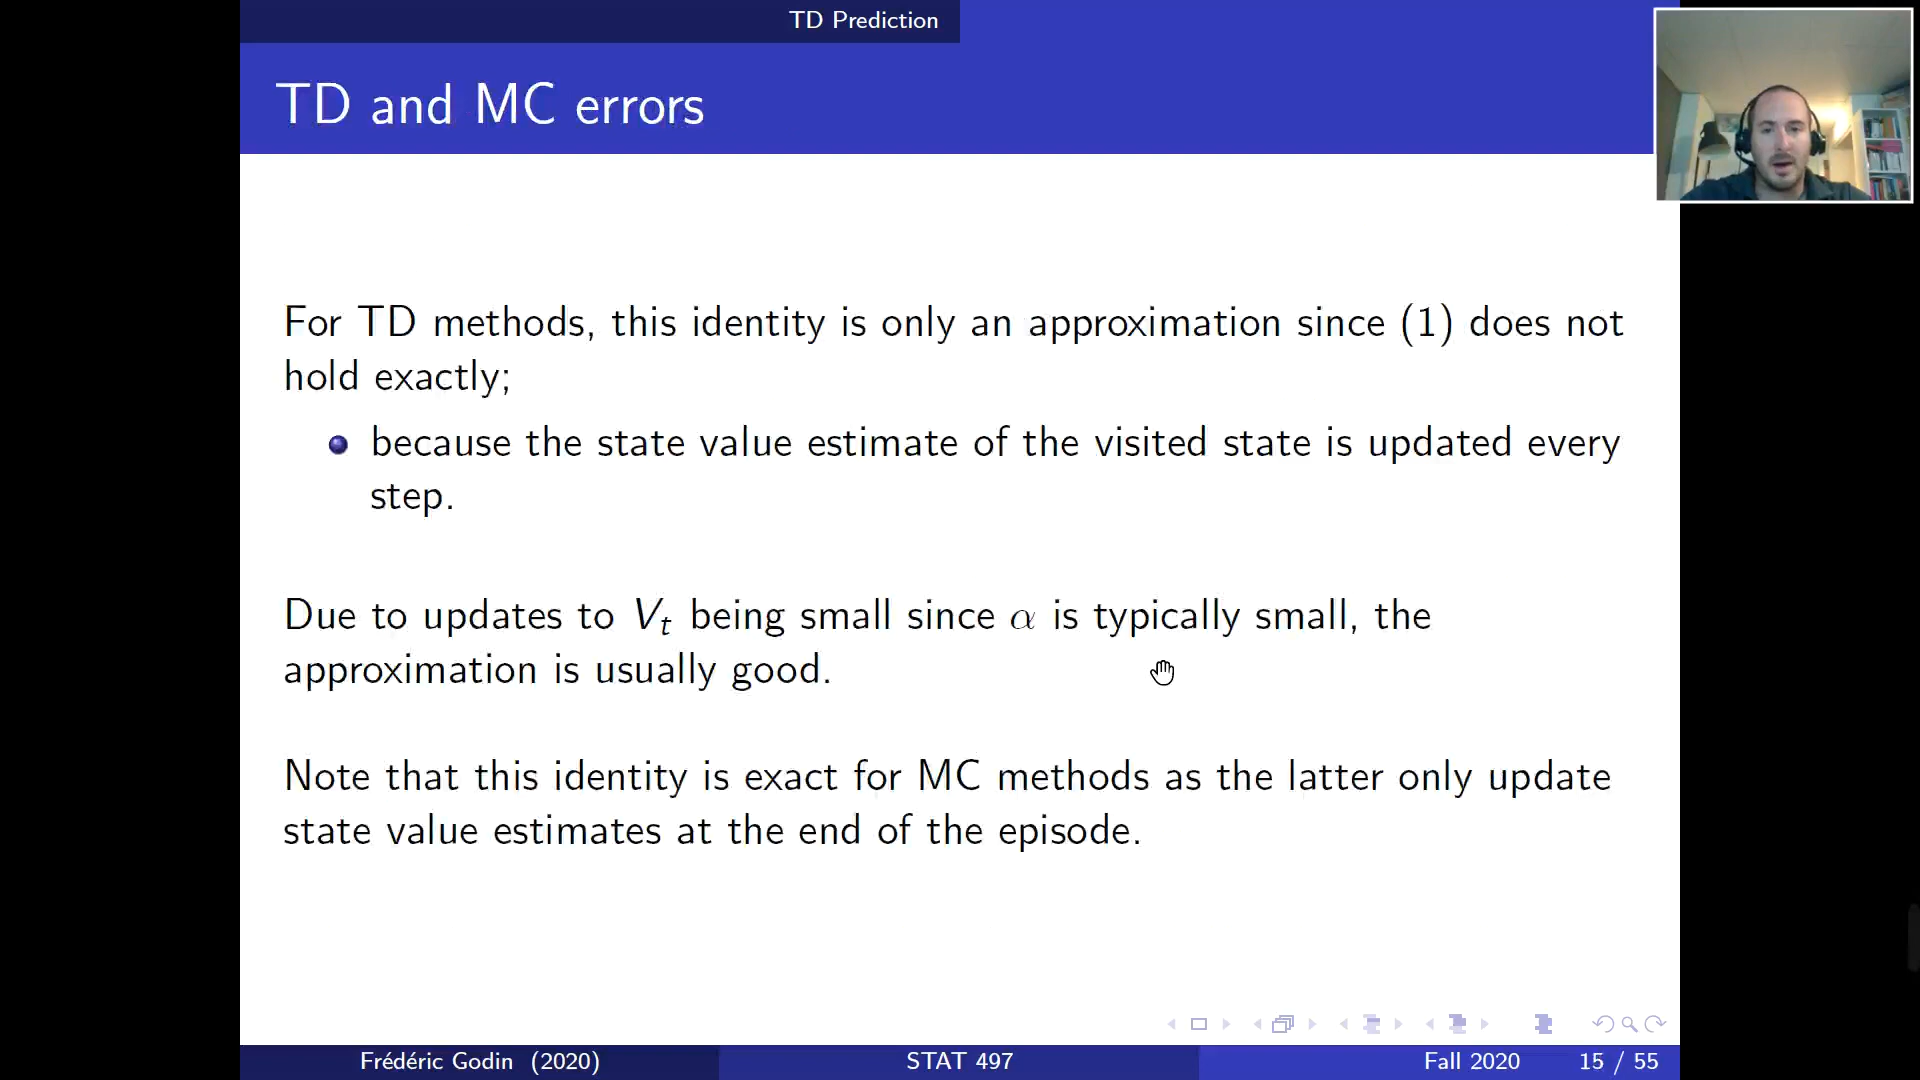 TD Prediction
TD and MC errors
For TD methods, this identity is only an approximation since (1) does not
hold exactly;
because the state value estimate of the visited state is updated every
step.
Due to updates to V_t being small since α is typically small, the
approximation is usually good.
Note that this identity is exact for MC methods as the latter only update
state value estimates at the end of the episode.
Frédéric Godin (2020) STAT 497 Fall 2020 15 / 55